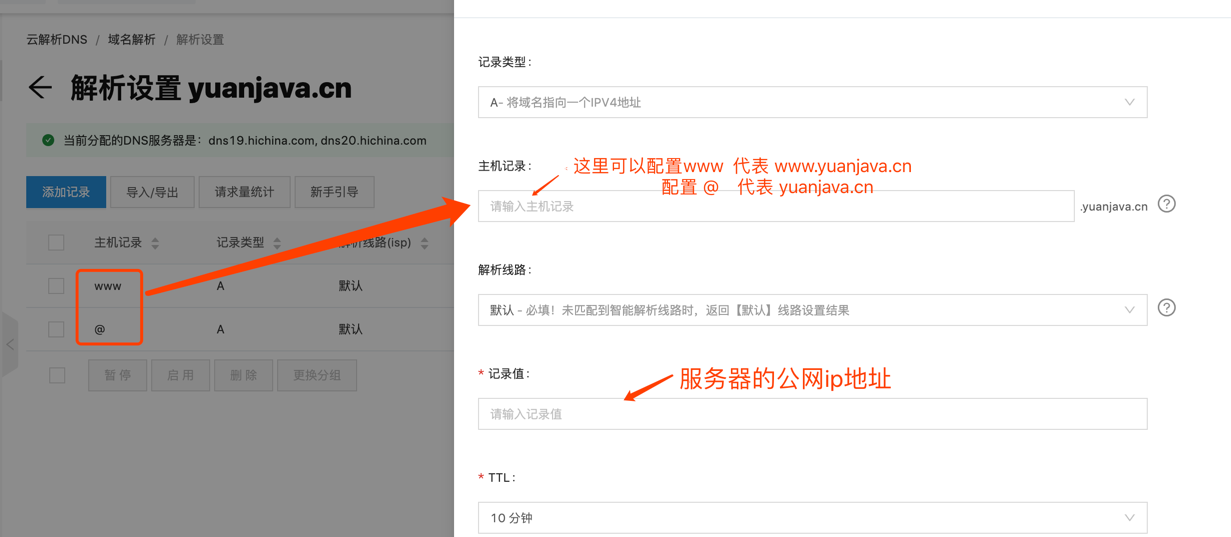 云解析DNS / 域名解析 / 解析设置
← 解析设置 yuanjava.cn
当前分配的DNS服务器是：dns19.hichina.com, dns20.hichina.com
添加记录 导入/导出 请求量统计 新手引导
主机记录 记录类型 解析线路(isp)
www A 默认
@ A 默认
暂停 启用 删除 更换分组
记录类型：
A- 将域名指向一个IPV4地址
主机记录：
这里可以配置www 代表 www.yuanjava.cn
配置 @ 代表 yuanjava.cn
请输入主机记录 .yuanjava.cn ?
解析线路：
默认 - 必填！未匹配到智能解析线路时，返回【默认】线路设置结果 ?
* 记录值：
服务器的公网ip地址
请输入记录值
* TTL：
10 分钟